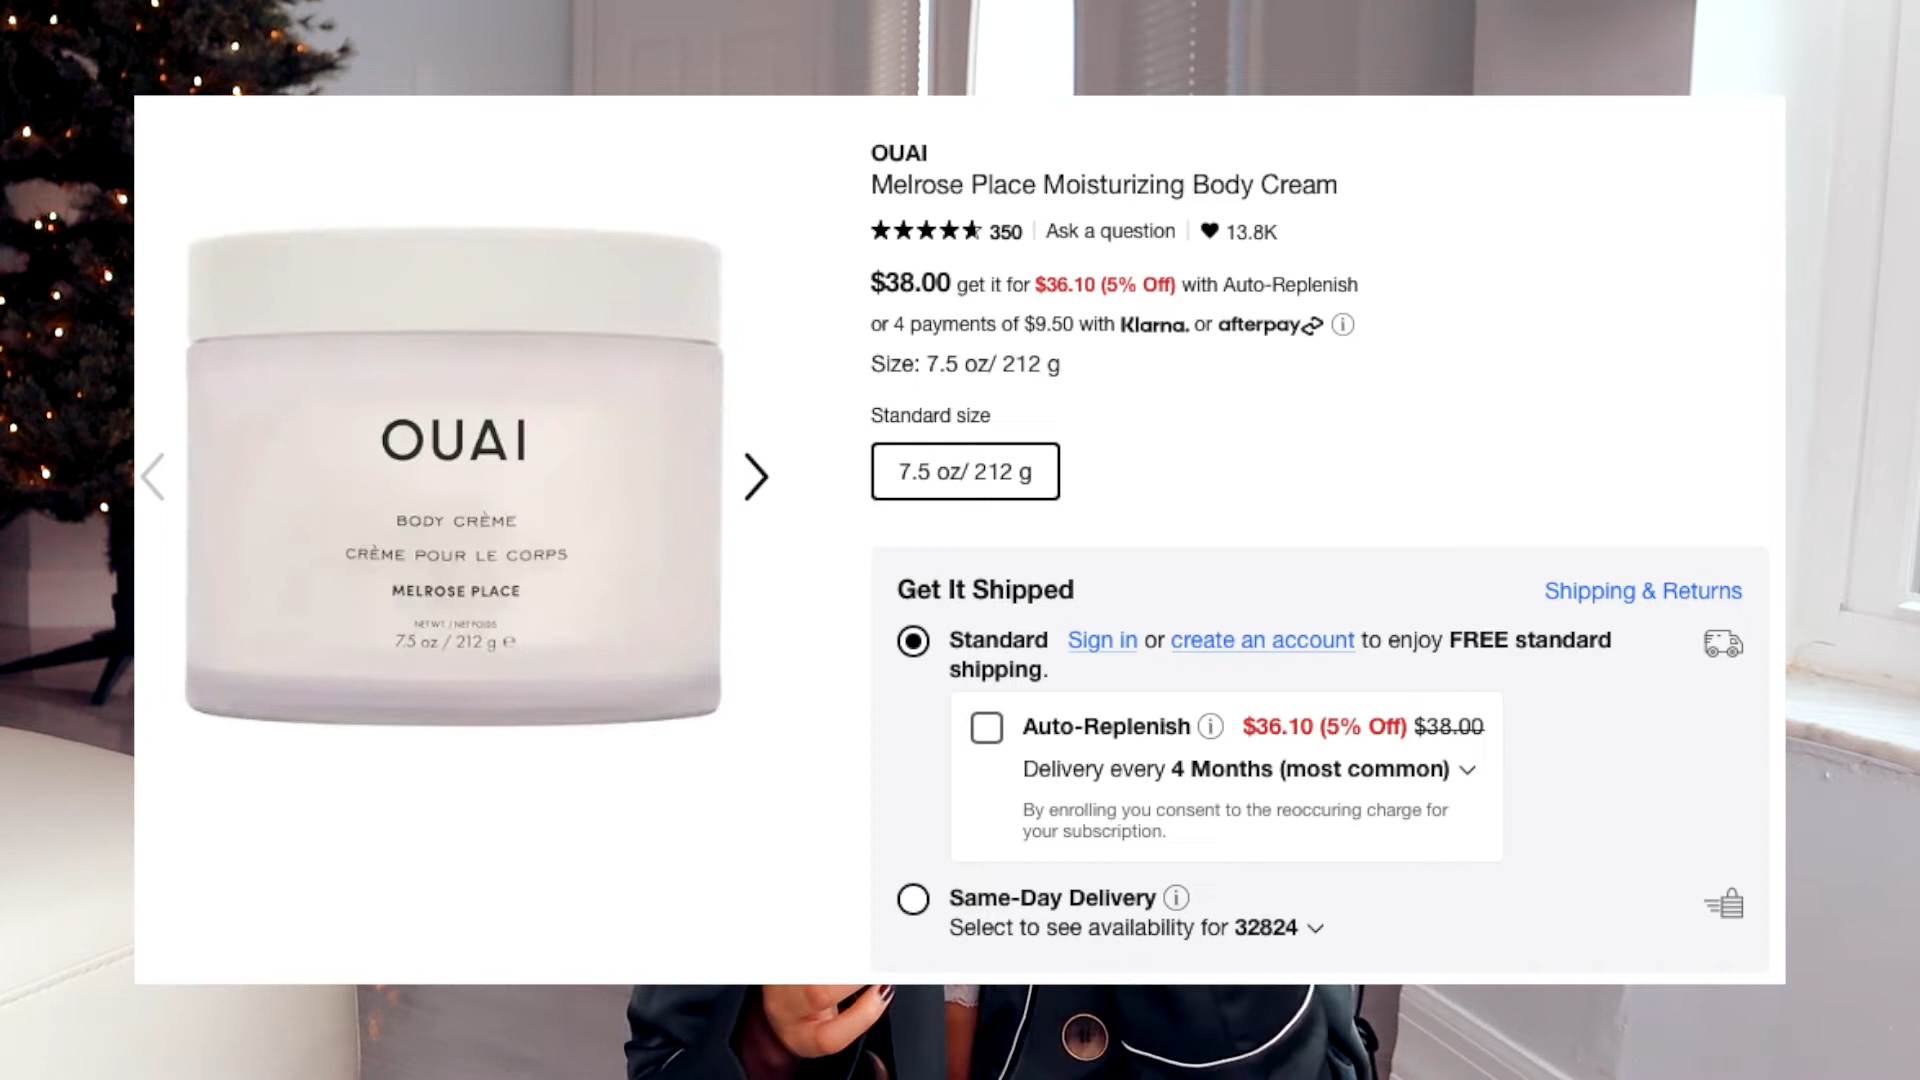 OUAI
BODY CRÈME
CRÈME POUR LE CORPS
MELROSE PLACE
NET WT. / NET POIDS
7.5 oz / 212 g ℮
OUAI
Melrose Place Moisturizing Body Cream
350 Ask a question 13.8K
$38.00 get it for $36.10 (5% Off) with Auto-Replenish
or 4 payments of $9.50 with Klarna. or afterpay
Size: 7.5 oz/ 212 g
Standard size
7.5 oz/ 212 g
Get It Shipped Shipping & Returns
Standard Sign in or create an account to enjoy FREE standard
shipping.
Auto-Replenish $36.10 (5% Off) $38.00
Delivery every 4 Months (most common)
By enrolling you consent to the reoccuring charge for
your subscription.
Same-Day Delivery
Select to see availability for 32824